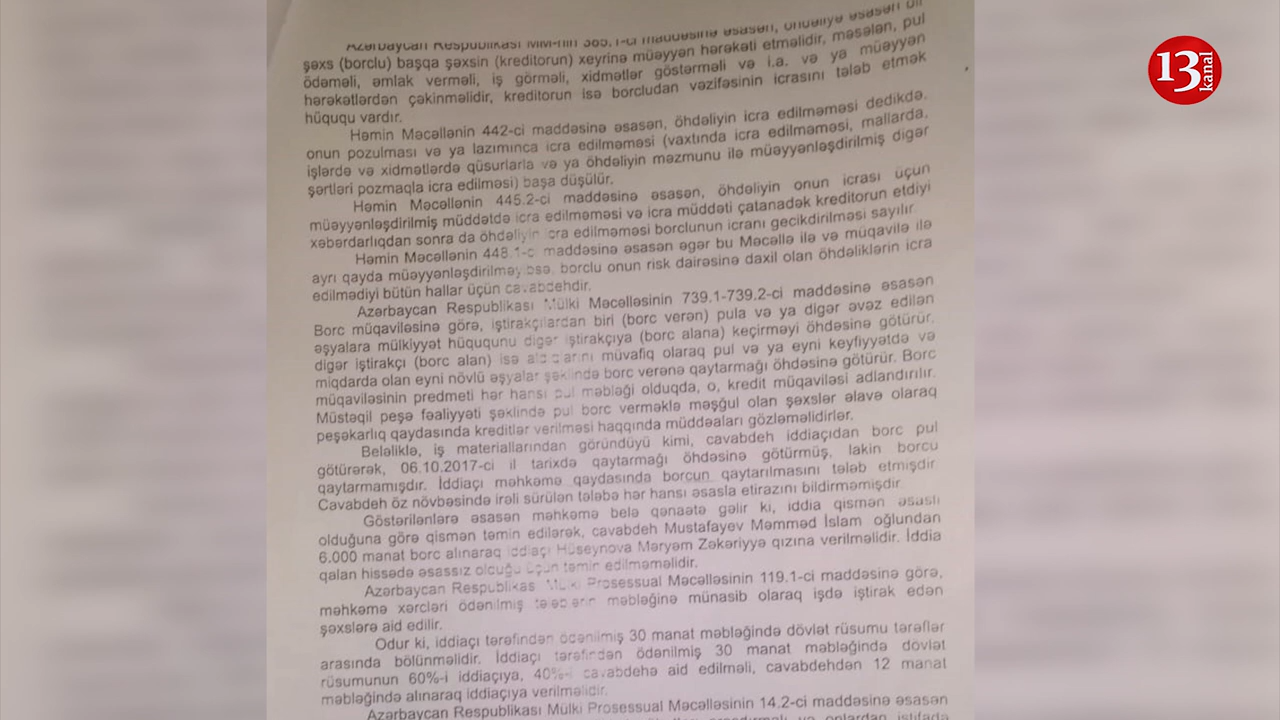 Azərbaycan Respublikası MM-nin 385.1-ci maddəsinə əsasən, öhdəliyə əsasən bir
şəxs (borclu) başqa şəxsin (kreditorun) xeyrinə müəyyən hərəkəti etməlidir, məsələn, pul
ödəməli, əmlak verməli, iş görməli, xidmətlər göstərməli və i.a. və ya müəyyən
hərəkətlərdən çəkinməlidir, kreditorun isə borcludan vəzifəsinin icrasını tələb etmək
hüququ vardır.
Həmin Məcəllənin 442-ci maddəsinə əsasən, öhdəliyin icra edilməməsi dedikdə,
onun pozulması və ya lazımınca icra edilməməsi (vaxtında icra edilməməsi, mallarda,
işlərdə və xidmətlərdə qüsurlarla və ya öhdəliyin məzmunu ilə müəyyənləşdirilmiş digər
şərtləri pozmaqla icra edilməsi) başa düşülür.
Həmin Məcəllənin 445.2-ci maddəsinə əsasən, öhdəliyin onun icrası üçün
müəyyənləşdirilmiş müddətdə icra edilməməsi və icra müddəti çatanadək kreditorun etdiyi
xəbərdarlıqdan sonra da öhdəliyin icra edilməməsi borclunun icranı gecikdirilməsi sayılır.
Həmin Məcəllənin 448.1-ci maddəsinə əsasən əgər bu Məcəllə ilə və müqavilə ilə
ayrı qayda müəyyənləşdirilməyibsə, borclu onun risk dairəsinə daxil olan öhdəliklərin icra
edilmədiyi bütün hallar üçün cavabdehdir.
Azərbaycan Respublikası Mülki Məcəlləsinin 739.1-739.2-ci maddəsinə əsasən
Borc müqaviləsinə görə, iştirakçılardan biri (borc verən) pula və ya digər əvəz edilən
əşyalara mülkiyyət hüququnu digər iştirakçıya (borc alana) keçirməyi öhdəsinə götürür,
digər iştirakçı (borc alan) isə aldıqlarını müvafiq olaraq pul və ya eyni keyfiyyətdə və
miqdarda olan eyni növlü əşyalar şəklində borc verənə qaytarmağı öhdəsinə götürür. Borc
müqaviləsinin predmeti hər hansı pul məbləği olduqda, o, kredit müqaviləsi adlandırılır.
Müstəqil peşə fəaliyyəti şəklində pul borc verməklə məşğul olan şəxslər əlavə olaraq
peşəkarlıq qaydasında kreditlər verilməsi haqqında müddəaları gözləməlidirlər.
Beləliklə, iş materiallarından göründüyü kimi, cavabdeh iddiaçıdan borc pul
götürərək, 06.10.2017-ci il tarixdə qaytarmağı öhdəsinə götürmüş, lakin borcu
qaytarmamışdır. İddiaçı məhkəmə qaydasında borcun qaytarılmasını tələb etmişdir
Cavabdeh öz növbəsində irəli sürülən tələbə hər hansı əsasla etirazını bildirməmişdir
Göstərilənlərə əsasən məhkəmə belə qənaətə gəlir ki, iddia qismən əsaslı
olduğuna görə qismən təmin edilərək, cavabdeh Mustafayev Məmməd İslam oğlundan
6.000 manat borc alınaraq iddiaçı Hüseynova Məryəm Zəkəriyyə qızına verilməlidir. İddia
qalan hissədə əsassız olduğu üçün təmin edilməməlidir.
Azərbaycan Respublikası Mülki Prosessual Məcəlləsinin 119.1-ci maddəsinə görə,
məhkəmə xərcləri ödənilmiş tələblərin məbləğinə münasib olaraq işdə iştirak edən
şəxslərə aid edilir.
Odur ki, iddiaçı tərəfindən ödənilmiş 30 manat məbləğində dövlət rüsumu tərəflər
arasında bölünməlidir. İddiaçı tərəfindən ödənilmiş 30 manat məbləğində dövlət
rüsumunun 60%-i iddiaçıya, 40%-i cavabdehə aid edilməli, cavabdehdən 12 manat
məbləğində alınaraq iddiaçıya verilməlidir.
Azərbaycan Respublikası Mülki Prosessual Məcəlləsinin 14.2-ci maddəsinə əsasən
13 kanal